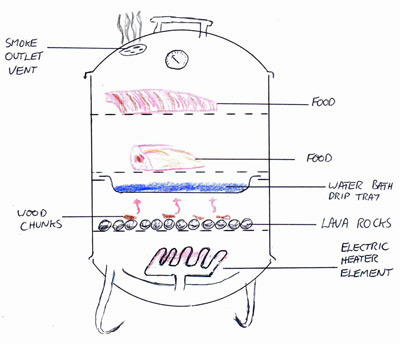 SMOKE
OUTLET
VENT
FOOD
FOOD
WATER BATH
DRIP TRAY
WOOD
CHUNKS
LAVA ROCKS
ELECTRIC
HEATER
ELEMENT